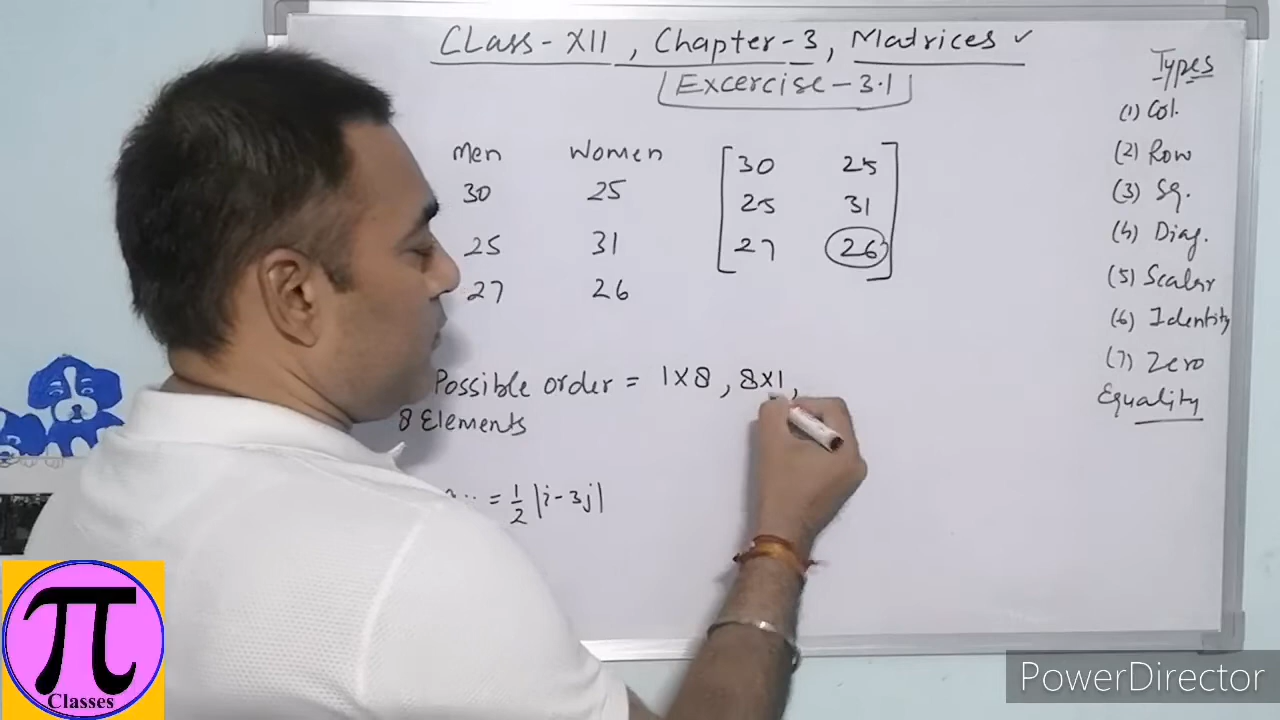 CLass - XII , Chapter - 3 , Matrices ✓
Excercise - 3.1
Men Women
30 25
25 31
27 26
30 25
25 31
27 26
Possible order = 1×8 , 8×1 ,
8 Elements
= 1/2 |i - 3j|
Types
(1) Col.
(2) Row
(3) Sq.
(4) Diag.
(5) Scalar
(6) Identity
(7) Zero
Equality
π
Classes
PowerDirector